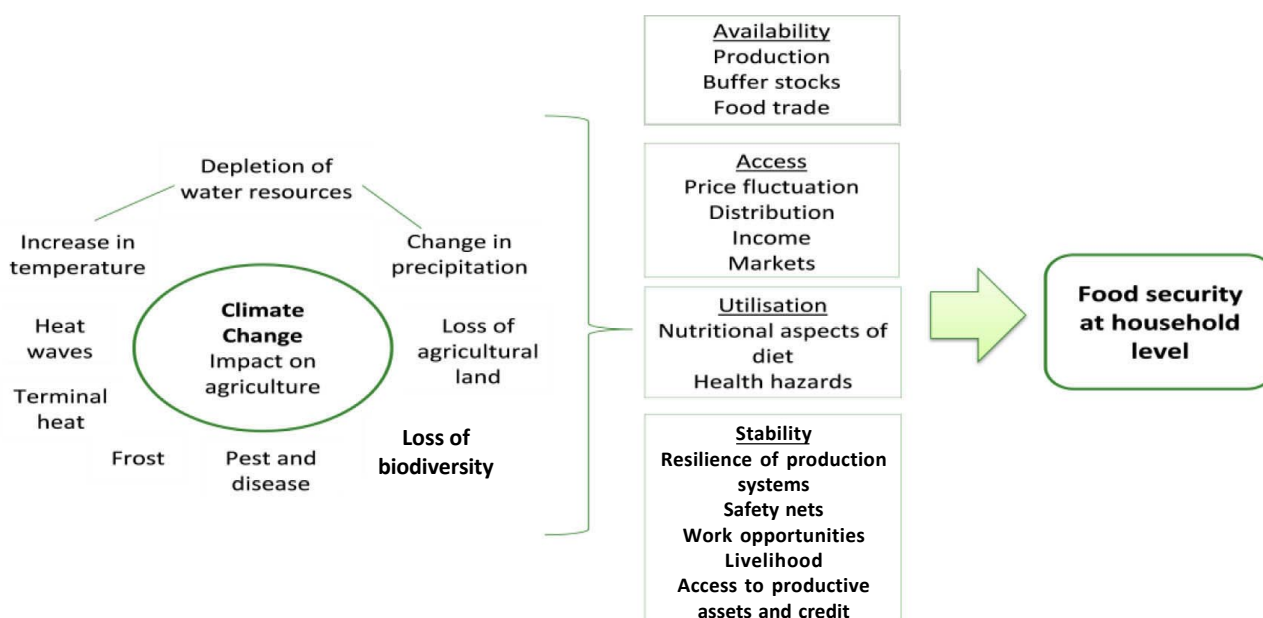 Depletion of
water resources
Increase in
temperature
Change in
precipitation
Climate
Change
Impact on
agriculture
Heat
waves
Loss of
agricultural
land
Terminal
heat
Frost
Pest and
disease
Loss of
biodiversity
Availability
Production
Buffer stocks
Food trade
Access
Price fluctuation
Distribution
Income
Markets
Utilisation
Nutritional aspects of
diet
Health hazards
Stability
Resilience of production
systems
Safety nets
Work opportunities
Livelihood
Access to productive
assets and credit
Food security
at household
level